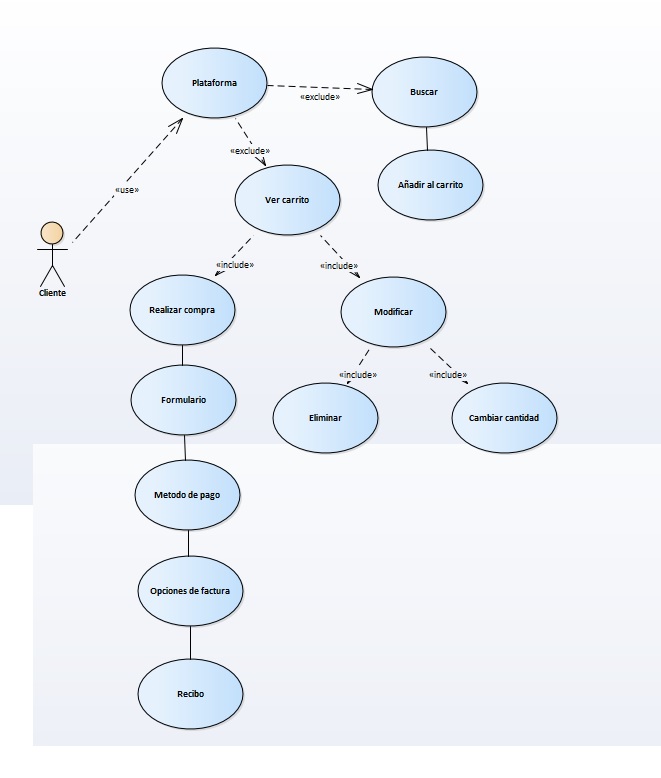 Plataforma
Buscar
«exclude»
«exclude»
«use»
Añadir al carrito
Ver carrito
Cliente
«include»
«include»
Realizar compra
Modificar
«include»
«include»
Formulario
Eliminar
Cambiar cantidad
Metodo de pago
Opciones de factura
Recibo